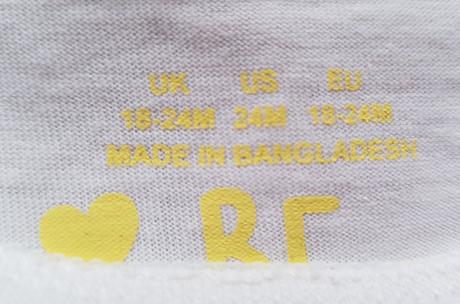 UK US EU
18-24M 24M 18-24M
MADE IN BANGLADESH